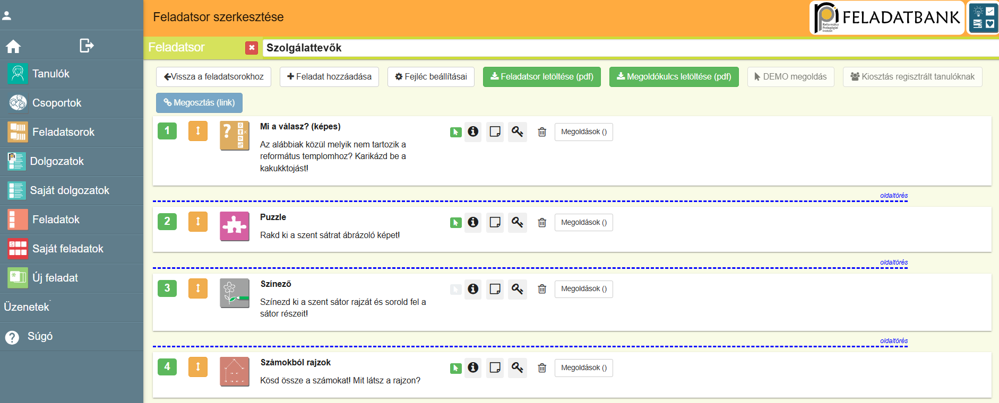 Feladatsor szerkesztése
Református
Pedagógiai
Intézet
FELADATBANK
Feladatsor
Szolgálattevők
Tanulók
Csoportok
Feladatsorok
Dolgozatok
Saját dolgozatok
Feladatok
Saját feladatok
Új feladat
Üzenetek
Súgó
Vissza a feladatsorokhoz
Feladat hozzáadása
Fejléc beállításai
Feladatsor letöltése (pdf)
Megoldókulcs letöltése (pdf)
DEMO megoldás
Kiosztás regisztrált tanulóknak
Megosztás (link)
1
Mi a válasz? (képes)
Az alábbiak közül melyik nem tartozik a
református templomhoz? Karikázd be a
kakukktojást!
Megoldások ()
oldaltörés
2
Puzzle
Rakd ki a szent sátrat ábrázoló képet!
Megoldások ()
oldaltörés
3
Színező
Színezd ki a szent sátor rajzát és sorold fel a
sátor részeit!
Megoldások ()
oldaltörés
4
Számokból rajzok
Kösd össze a számokat! Mit látsz a rajzon?
Megoldások ()